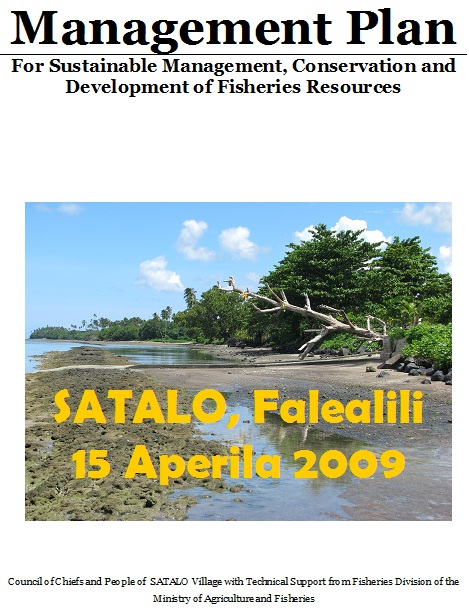 Management Plan
For Sustainable Management, Conservation and
Development of Fisheries Resources
SATALO, Falealili
15 Aperila 2009
Council of Chiefs and People of SATALO Village with Technical Support from Fisheries Division of the
Ministry of Agriculture and Fisheries